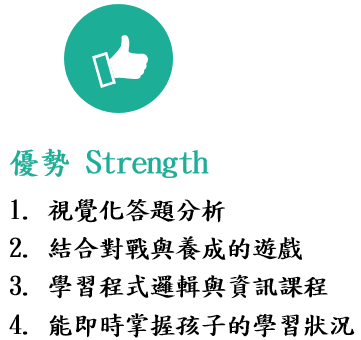 優勢 Strength
1. 視覺化答題分析
2. 結合對戰與養成的遊戲
3. 學習程式邏輯與資訊課程
4. 能即時掌握孩子的學習狀況